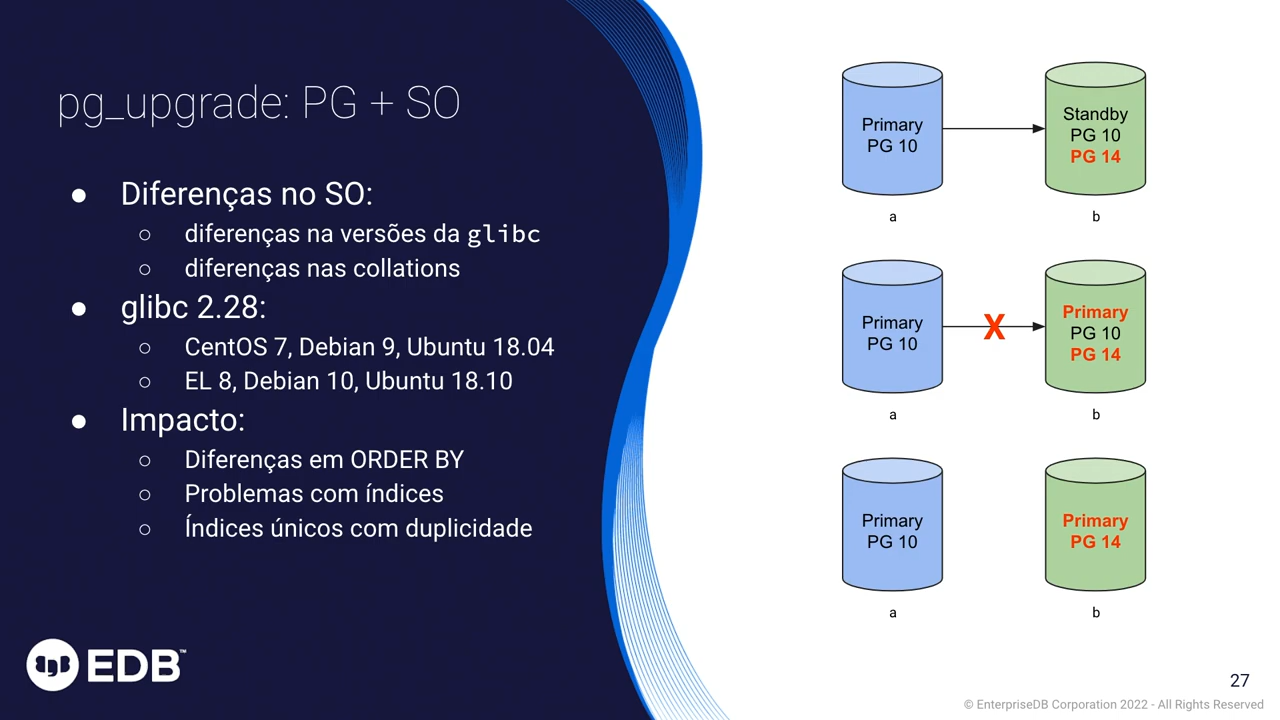 pg_upgrade: PG + SO
● Diferenças no SO:
○ diferenças na versões da glibc
○ diferenças nas collations
● glibc 2.28:
○ CentOS 7, Debian 9, Ubuntu 18.04
○ EL 8, Debian 10, Ubuntu 18.10
● Impacto:
○ Diferenças em ORDER BY
○ Problemas com índices
○ Índices únicos com duplicidade
EDB™
Primary
PG 10
a
Standby
PG 10
PG 14
b
Primary
PG 10
a
X
Primary
PG 10
PG 14
b
Primary
PG 10
a
Primary
PG 14
b
27
© EnterpriseDB Corporation 2022 - All Rights Reserved